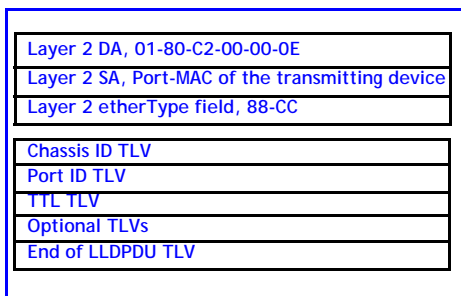 Layer 2 DA, 01-80-C2-00-00-0E
Layer 2 SA, Port-MAC of the transmitting device
Layer 2 etherType field, 88-CC
Chassis ID TLV
Port ID TLV
TTL TLV
Optional TLVs
End of LLDPDU TLV